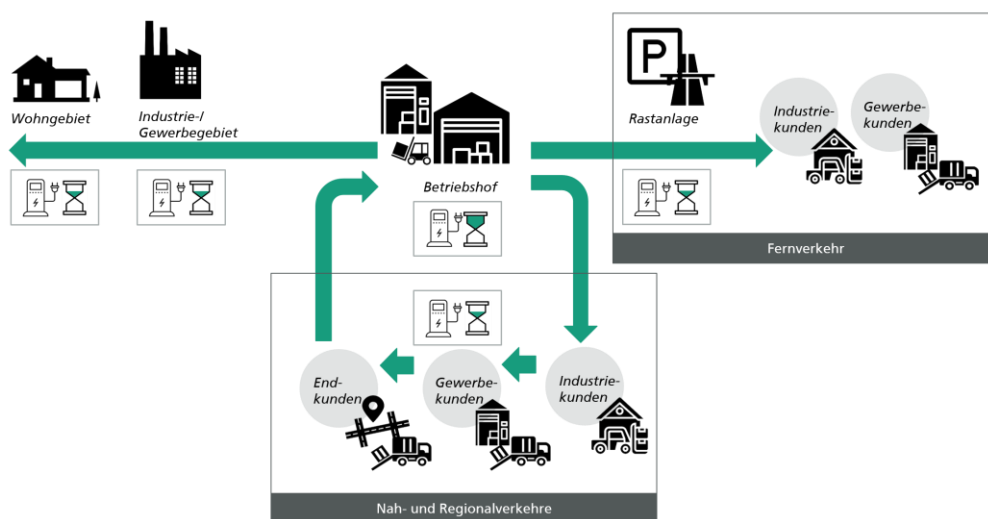 P
Wohngebiet
Industrie-/
Gewerbegebiet
Rastanlage
Industrie-
kunden
Gewerbe-
kunden
Betriebshof
Fernverkehr
End-
kunden
Gewerbe-
kunden
Industrie-
kunden
Nah- und Regionalverkehre